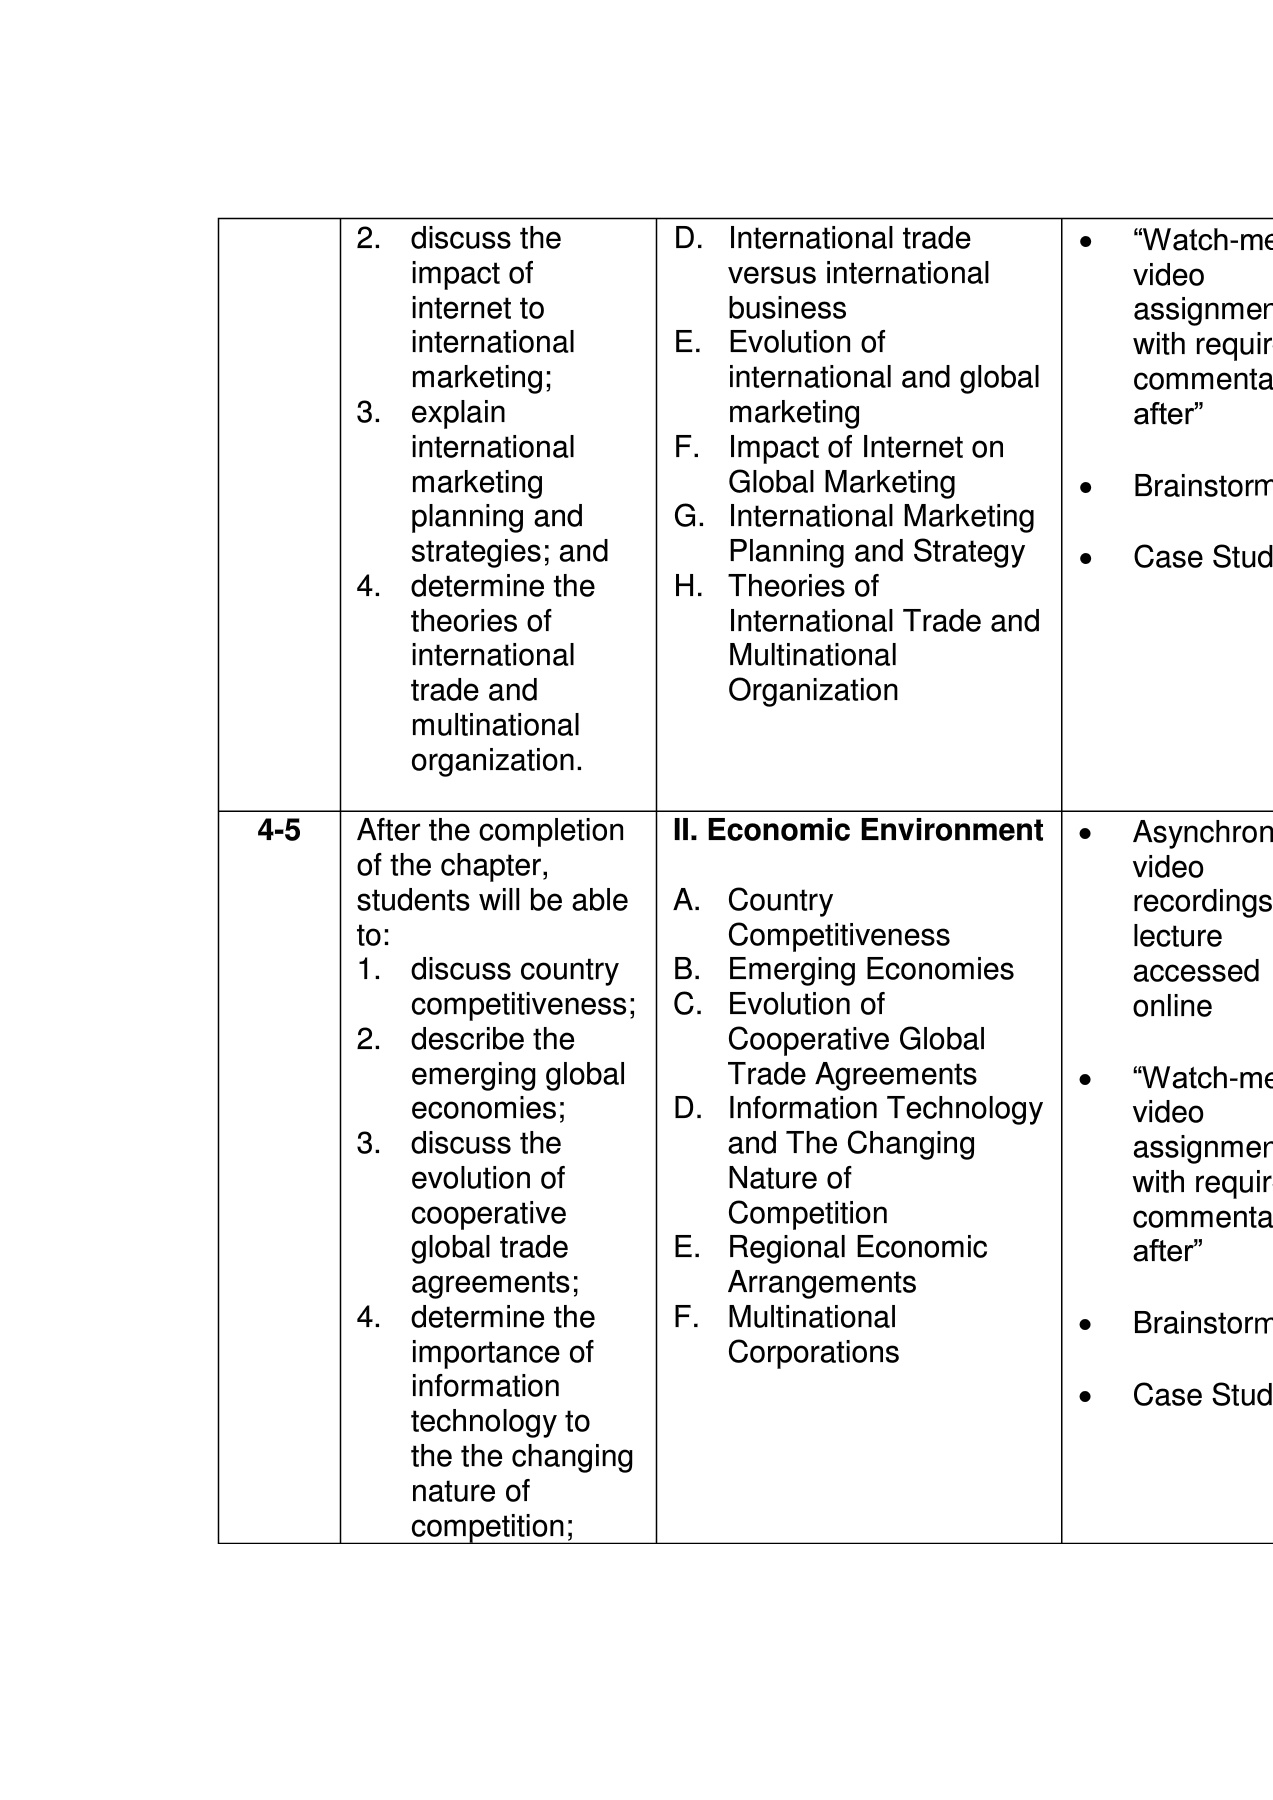 2. discuss the
impact of
internet to
international
marketing;
3. explain
international
marketing
planning and
strategies; and
4. determine the
theories of
international
trade and
multinational
organization.
D. International trade
versus international
business
E. Evolution of
international and global
marketing
F. Impact of Internet on
Global Marketing
G. International Marketing
Planning and Strategy
H. Theories of
International Trade and
Multinational
Organization
• “Watch-me
video
assignmen
with requir
commenta
after”
• Brainstorm
• Case Stud
4-5
After the completion
of the chapter,
students will be able
to:
1. discuss country
competitiveness;
2. describe the
emerging global
economies;
3. discuss the
evolution of
cooperative
global trade
agreements;
4. determine the
importance of
information
technology to
the the changing
nature of
competition;
II. Economic Environment
A. Country
Competitiveness
B. Emerging Economies
C. Evolution of
Cooperative Global
Trade Agreements
D. Information Technology
and The Changing
Nature of
Competition
E. Regional Economic
Arrangements
F. Multinational
Corporations
• Asynchron
video
recordings
lecture
accessed
online
• “Watch-me
video
assignmen
with requir
commenta
after”
• Brainstorm
• Case Stud